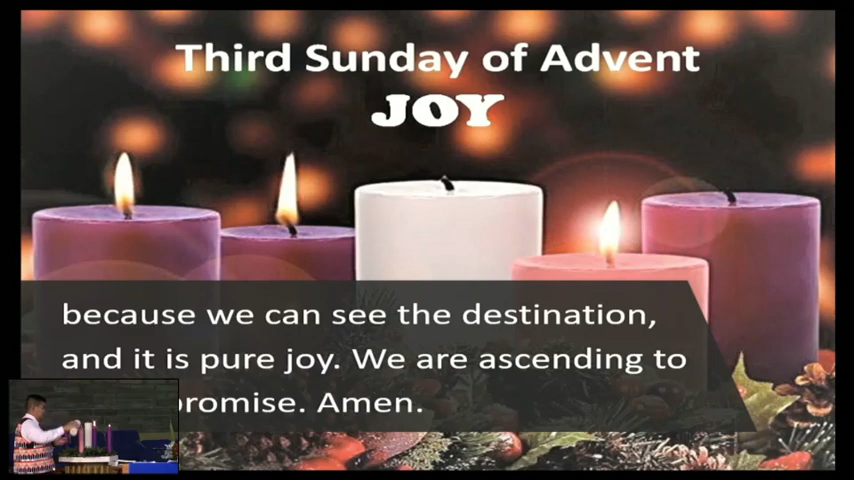 Third Sunday of Advent
JOY
because we can see the destination,
and it is pure joy. We are ascending to
promise. Amen.